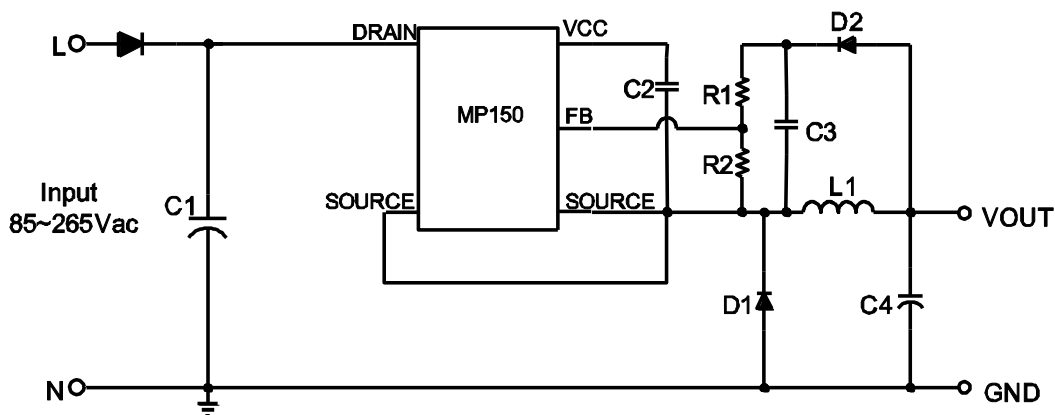 D2
L
DRAIN
VCC
C2
R1
MP150
FB
C3
R2
Input
85~265Vac
C1
SOURCE
SOURCE
L1
VOUT
D1
C4
N
GND